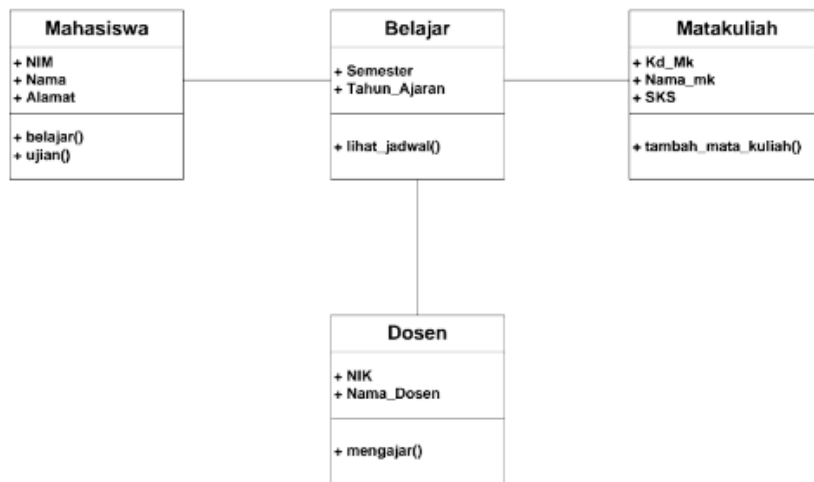 Mahasiswa
+ NIM
+ Nama
+ Alamat
+ belajar()
+ ujian()
Belajar
+ Semester
+ Tahun_Ajaran
+ lihat_jadwal()
Matakuliah
+ Kd_Mk
+ Nama_mk
+ SKS
+ tambah_mata_kuliah()
Dosen
+ NIK
+ Nama_Dosen
+ mengajar()